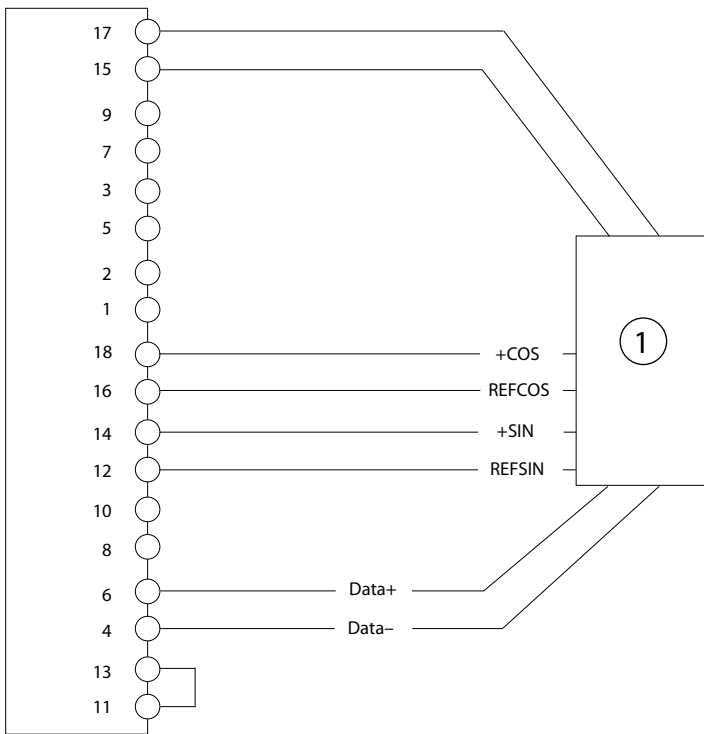 17
15
9
7
3
5
2
1
18 +COS
16 REFCOS
14 +SIN
12 REFSIN
10
8
6 Data+
4 Data–
13
11
1